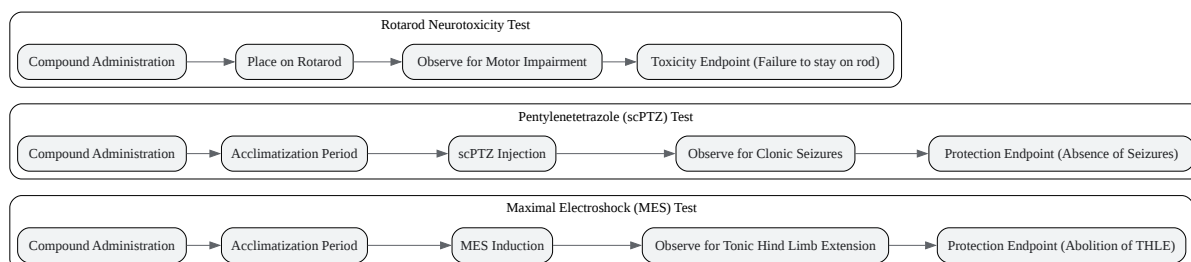 Rotarod Neurotoxicity Test
Compound Administration
Place on Rotarod
Observe for Motor Impairment
Toxicity Endpoint (Failure to stay on rod)
Pentylenetetrazole (scPTZ) Test
Compound Administration
Acclimatization Period
scPTZ Injection
Observe for Clonic Seizures
Protection Endpoint (Absence of Seizures)
Maximal Electroshock (MES) Test
Compound Administration
Acclimatization Period
MES Induction
Observe for Tonic Hind Limb Extension
Protection Endpoint (Abolition of THLE)